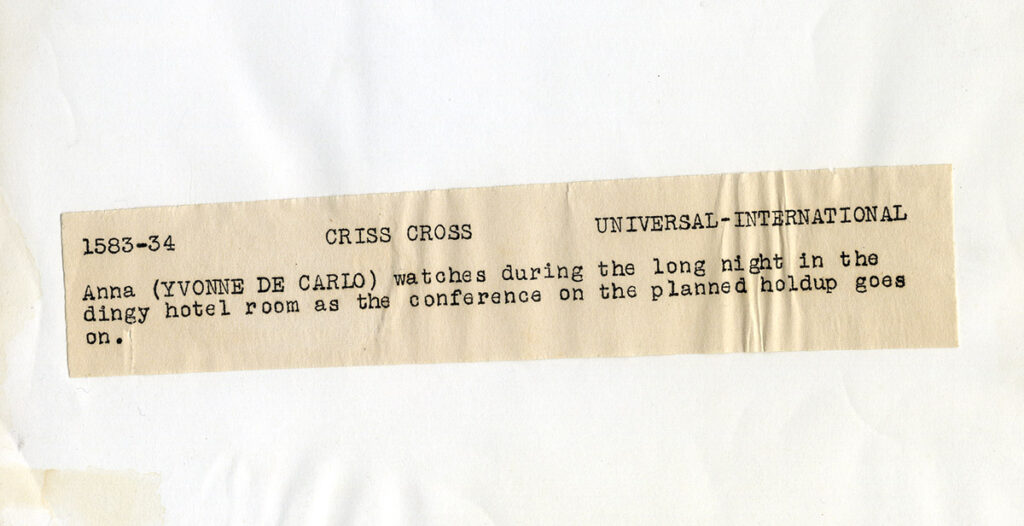 1583-34 CRISS CROSS UNIVERSAL-INTERNATIONAL
Anna (YVONNE DE CARLO) watches during the long night in the
dingy hotel room as the conference on the planned holdup goes
on.